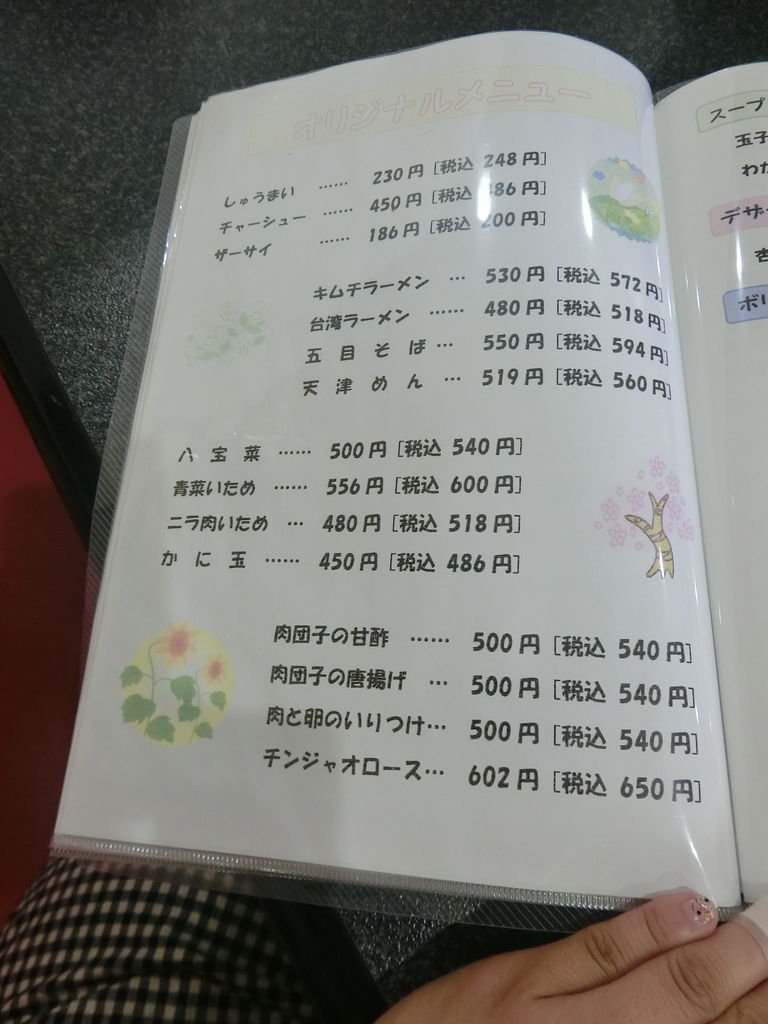 オリジナルメニュー
しゅうまい …… 230円［税込 248円］
チャーシュー …… 450円［税込 486円］
ザーサイ …… 186円［税込 200円］
キムチラーメン … 530円［税込 572円］
台湾ラーメン …… 480円［税込 518円］
五目そば… 550円［税込 594円］
天津めん … 519円［税込 560円］
八宝菜 …… 500円［税込 540円］
青菜いため …… 556円［税込 600円］
ニラ肉いため … 480円［税込 518円］
かに玉 …… 450円［税込 486円］
肉団子の甘酢 …… 500円［税込 540円］
肉団子の唐揚げ … 500円［税込 540円］
肉と卵のいりつけ… 500円［税込 540円］
チンジャオロース… 602円［税込 650円］
スープ
玉子
わか
デザ
杏
ボリ